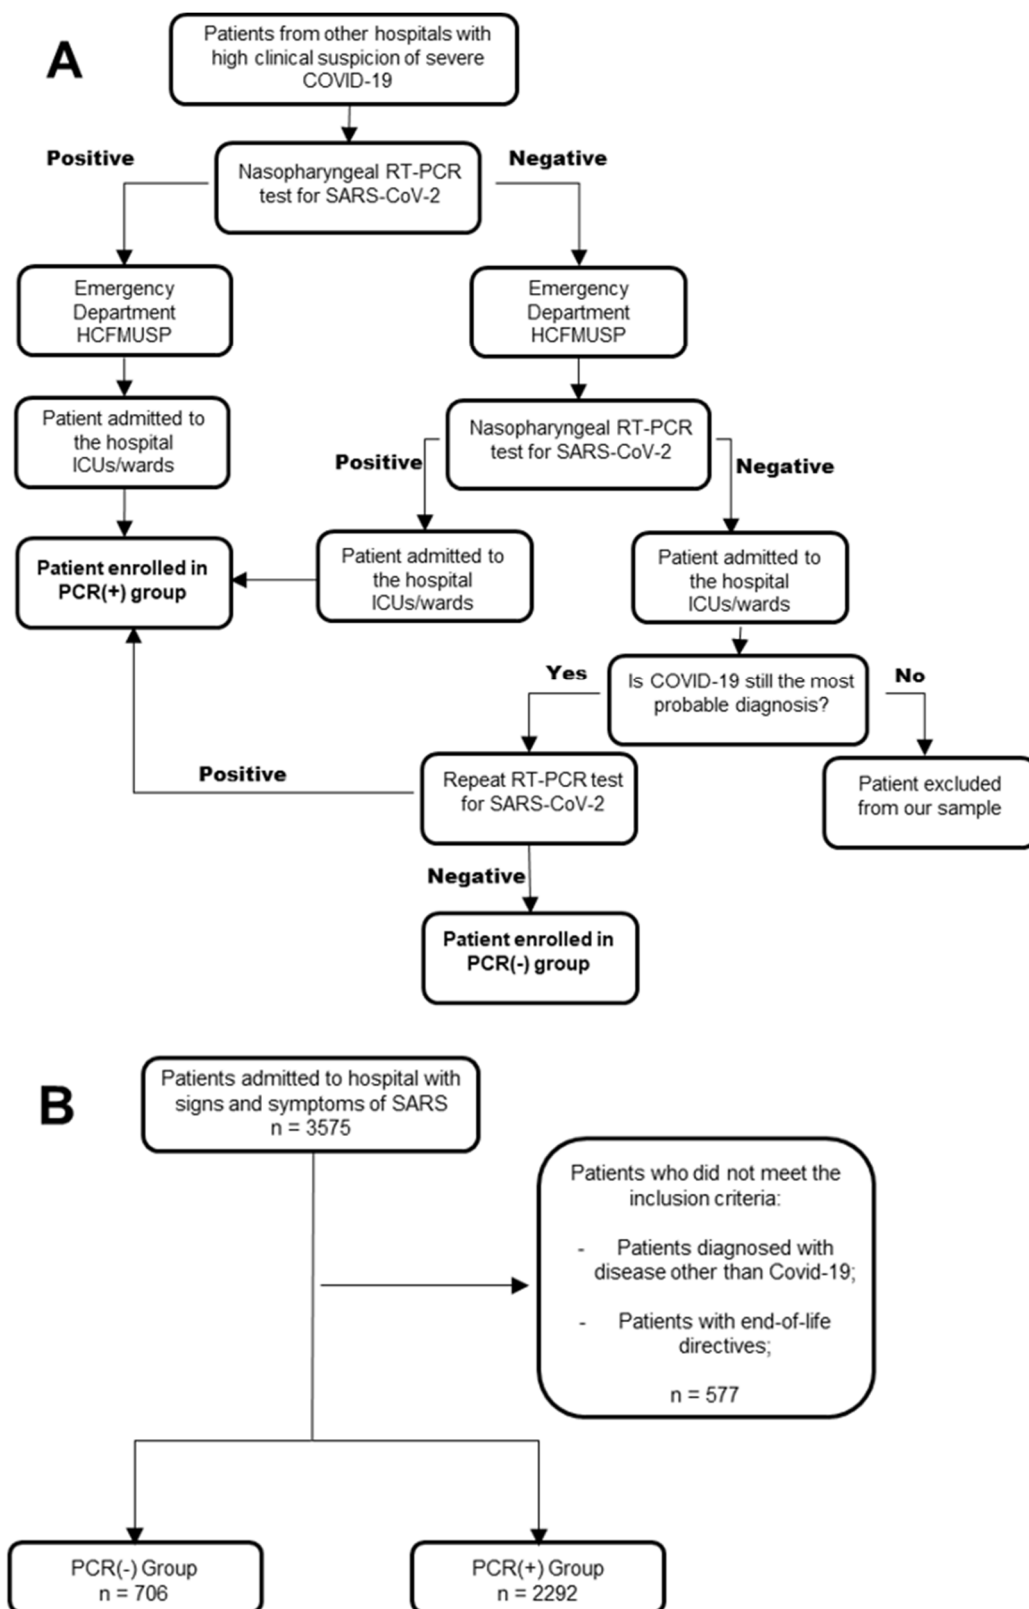 A
Patients from other hospitals with
high clinical suspicion of severe
COVID-19
Positive
Negative
Nasopharyngeal RT-PCR
test for SARS-CoV-2
Emergency
Department
HCFMUSP
Emergency
Department
HCFMUSP
Patient admitted to
the hospital
ICUs/wards
Nasopharyngeal RT-PCR
test for SARS-CoV-2
Positive
Negative
Patient enrolled in
PCR(+) group
Patient admitted to
the hospital
ICUs/wards
Patient admitted to
the hospital
ICUs/wards
Yes
Is COVID-19 still the most
probable diagnosis?
No
Positive
Repeat RT-PCR test
for SARS-CoV-2
Patient excluded
from our sample
Negative
Patient enrolled in
PCR(-) group
B
Patients admitted to hospital with
signs and symptoms of SARS
n = 3575
Patients who did not meet the
inclusion criteria:
- Patients diagnosed with
disease other than Covid-19;
- Patients with end-of-life
directives;
n = 577
PCR(-) Group
n = 706
PCR(+) Group
n = 2292